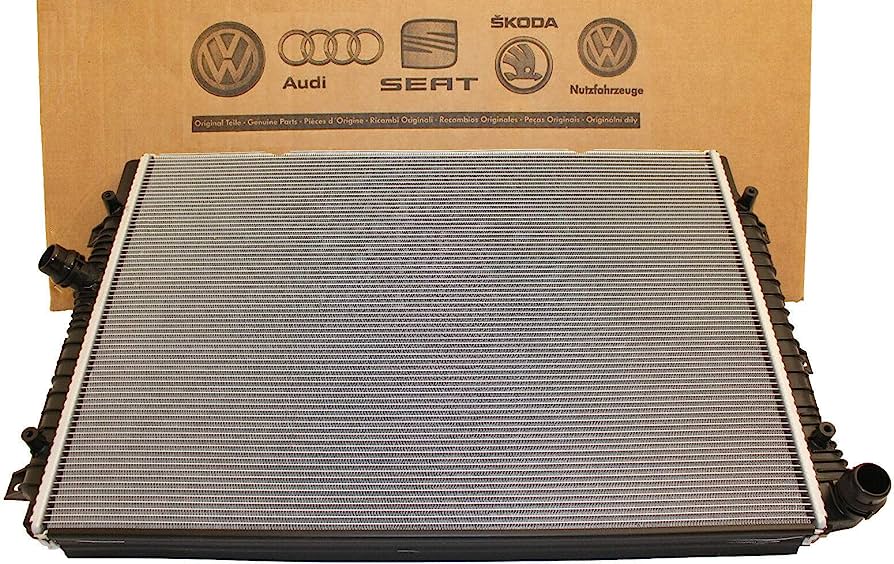 ŠKODA
Audi
SEAT
Nutzfahrzeuge
Original Teile · Genuine Parts · Pièces d´Origine · Ricambi Originali · Recambios Originales · Peças Originais · Originální díly